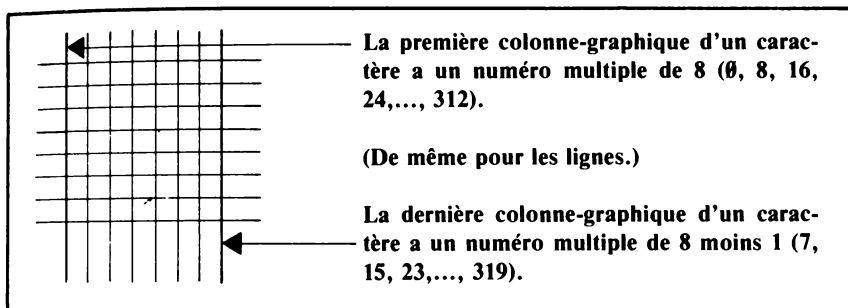 La première colonne-graphique d'un carac-
tère a un numéro multiple de 8 (0, 8, 16,
24,..., 312).
(De même pour les lignes.)
La dernière colonne-graphique d'un carac-
tère a un numéro multiple de 8 moins 1 (7,
15, 23,..., 319).